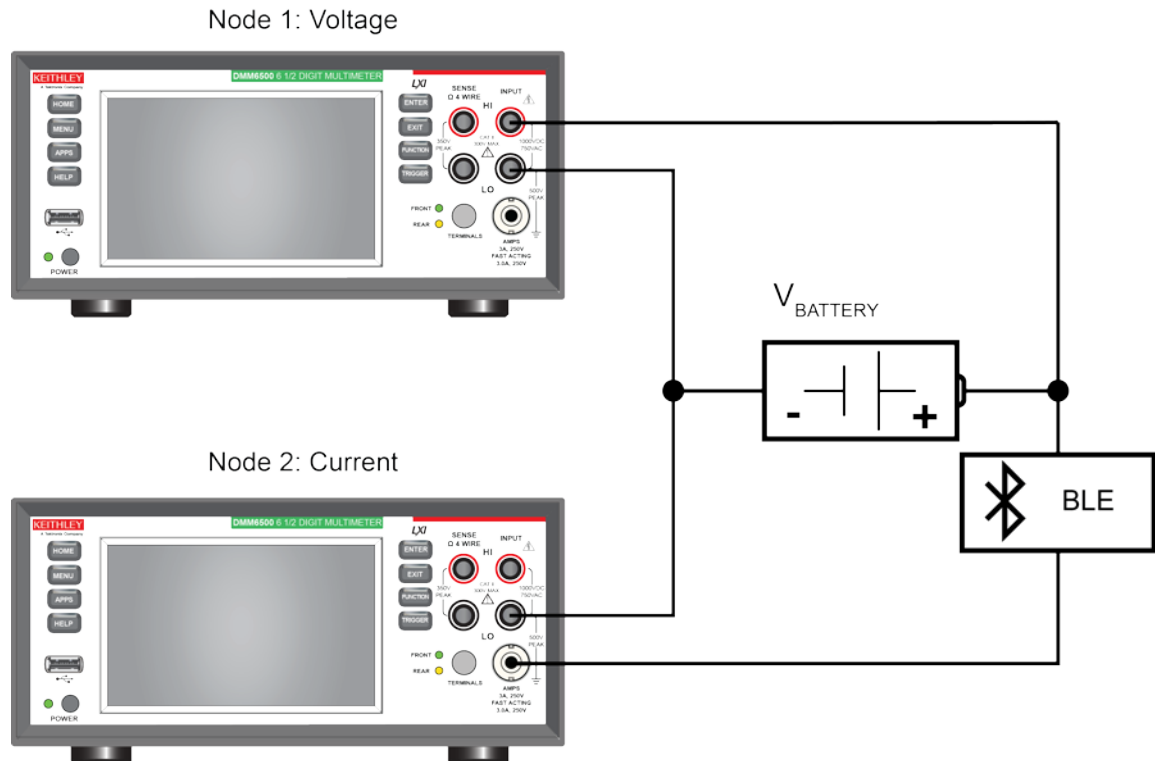 Node 1: Voltage
KEITHLEY
A Tektronix Company
DMM6500 6 1/2 DIGIT MULTIMETER
LXI
HOME
MENU
APPS
HELP
POWER
ENTER
EXIT
FUNCTION
TRIGGER
SENSE
Ω 4 WIRE
INPUT
HI
350V
PEAK
1000VDC
750VAC
LO
500V
PEAK
FRONT
REAR
TERMINALS
AMPS
3A, 250V
FAST ACTING
3.0A, 250V
V BATTERY
- +
BLE
Node 2: Current
KEITHLEY
A Tektronix Company
DMM6500 6 1/2 DIGIT MULTIMETER
LXI
HOME
MENU
APPS
HELP
POWER
ENTER
EXIT
FUNCTION
TRIGGER
SENSE
Ω 4 WIRE
INPUT
HI
350V
PEAK
1000VDC
750VAC
LO
500V
PEAK
FRONT
REAR
TERMINALS
AMPS
3A, 250V
FAST ACTING
3.0A, 250V